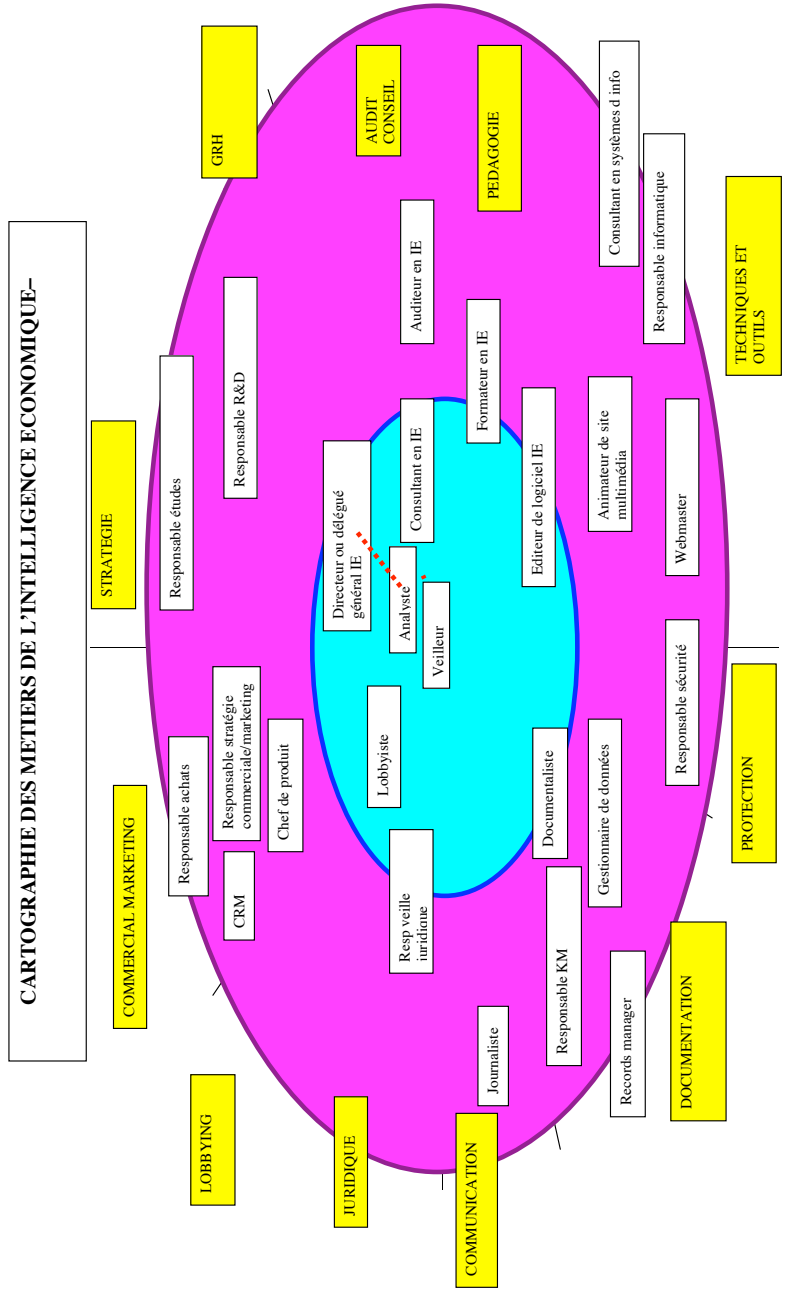 CARTOGRAPHIE DES METIERS DE L'INTELLIGENCE ECONOMIQUE–
COMMERCIAL MARKETING
STRATEGIE
LOBBYING
GRH
Responsable achats
Responsable études
CRM
Responsable stratégie
commerciale/marketing
Responsable R&D
Chef de produit
JURIDIQUE
AUDIT
CONSEIL
Directeur ou délégué
général IE
Lobbyiste
Resp veille
iuridique
Analyste
Consultant en IE
Auditeur en IE
Veilleur
COMMUNICATION
Journaliste
Formateur en IE
PEDAGOGIE
Documentaliste
Editeur de logiciel IE
Responsable KM
Gestionnaire de données
Animateur de site
multimédia
Consultant en systèmes d info
Records manager
Responsable sécurité
Webmaster
Responsable informatique
DOCUMENTATION
PROTECTION
TECHNIQUES ET
OUTILS